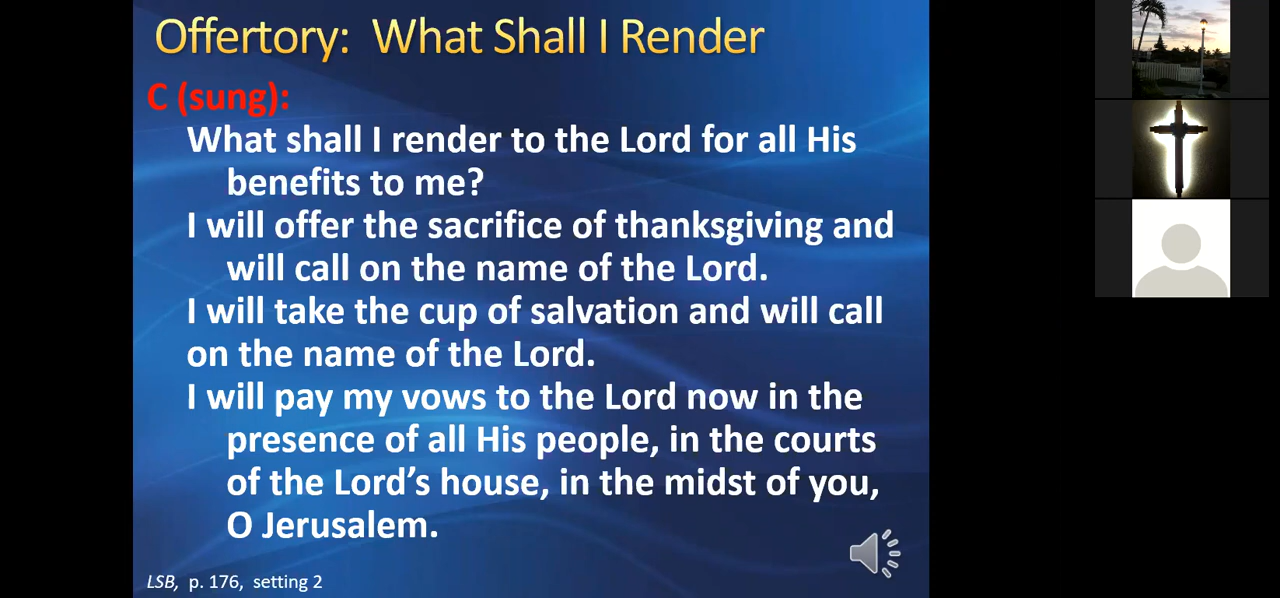 Offertory: What Shall I Render
C (sung):
What shall I render to the Lord for all His
benefits to me?
I will offer the sacrifice of thanksgiving and
will call on the name of the Lord.
I will take the cup of salvation and will call
on the name of the Lord.
I will pay my vows to the Lord now in the
presence of all His people, in the courts
of the Lord’s house, in the midst of you,
O Jerusalem.
LSB, p. 176, setting 2